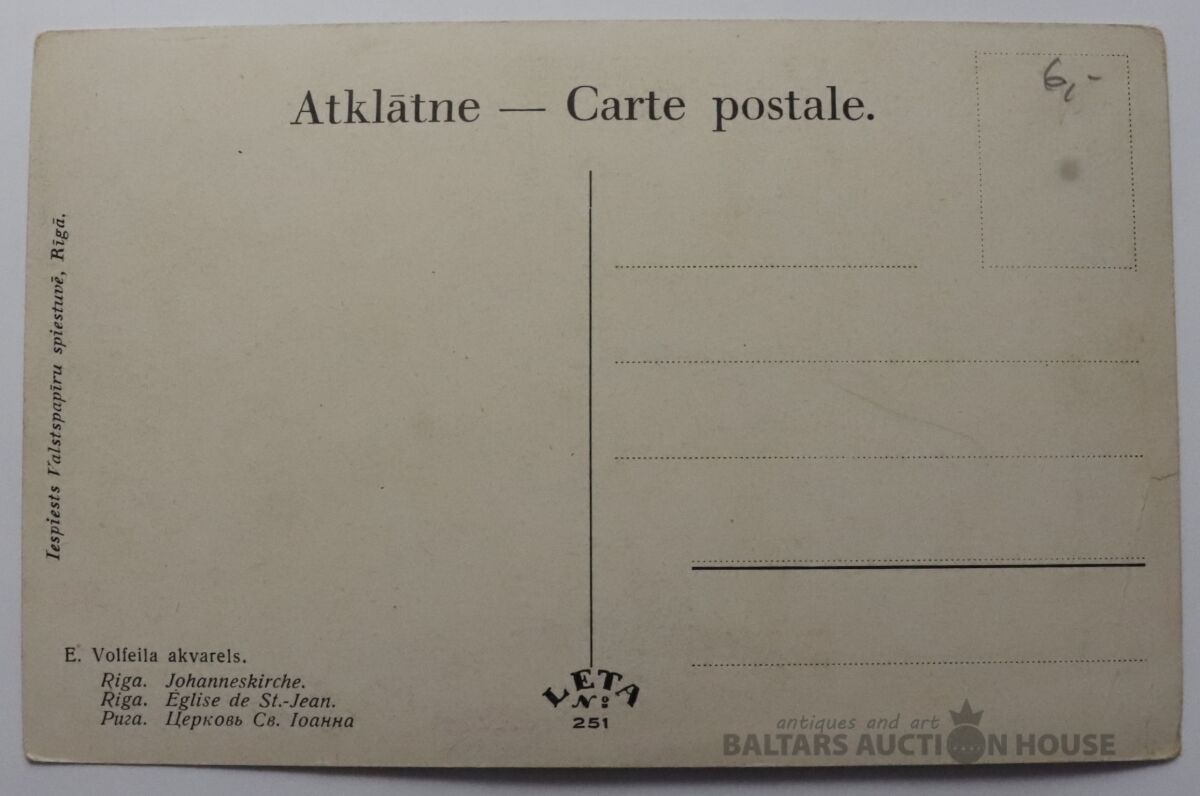 Atklātne — Carte postale.
6,-
Iespiests Valstspapīru spiestuvē, Rīgā.
E. Volfeila akvarels.
Riga. Johanneskirche.
Riga. Église de St.-Jean.
Рига. Церковь Св. Іоанна
LETA
№
251
antiques and art
BALTARS AUCTION HOUSE